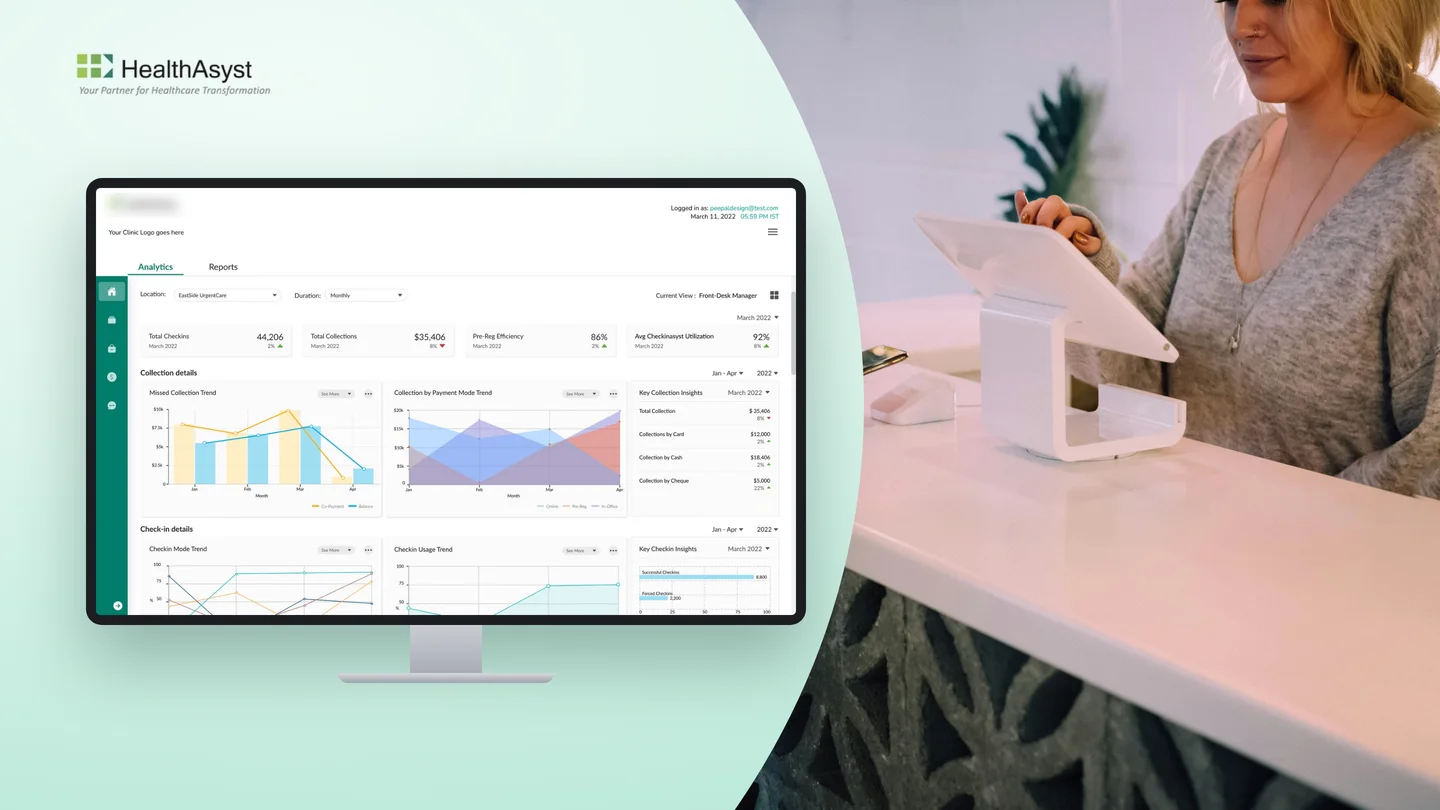 HealthAsyst
Your Partner for Healthcare Transformation
Logged in as: peepaldesign@test.com
March 11, 2022 05:59 PM IST
Your Clinic Logo goes here
Analytics Reports
Location: EastSide UrgentCare Duration: Monthly Current View : Front-Desk Manager
March 2022
Total Checkins 44,206
March 2022 2%
Total Collections $35,406
March 2022 8%
Pre-Reg Efficiency 86%
March 2022 2%
Avg Checkinasyst Utilization 92%
March 2022 8%
Collection details Jan - Apr 2022
Missed Collection Trend See More
$10k
$7.5k
$5k
$2.5k
0
Jan Feb Mar Apr
Month
Co-Payment Balance
Collection by Payment Mode Trend See More
$20k
$15k
$10k
$5k
0
Jan Feb Mar Apr
Month
Online Pre-Reg In-Office
Key Collection Insights March 2022
Total Collection $ 35,406
8%
Collections by Card $12,000
2%
Collection by Cash $18,406
2%
Collection by Cheque $5,000
22%
Check-in details Jan - Apr 2022
Checkin Mode Trend See More
100
75
% 50
Checkin Usage Trend See More
100
75
50
%
Key Checkin Insights March 2022
Successful Checkins
8,800
Forced Checkins
2,200
0 25 50 75 100